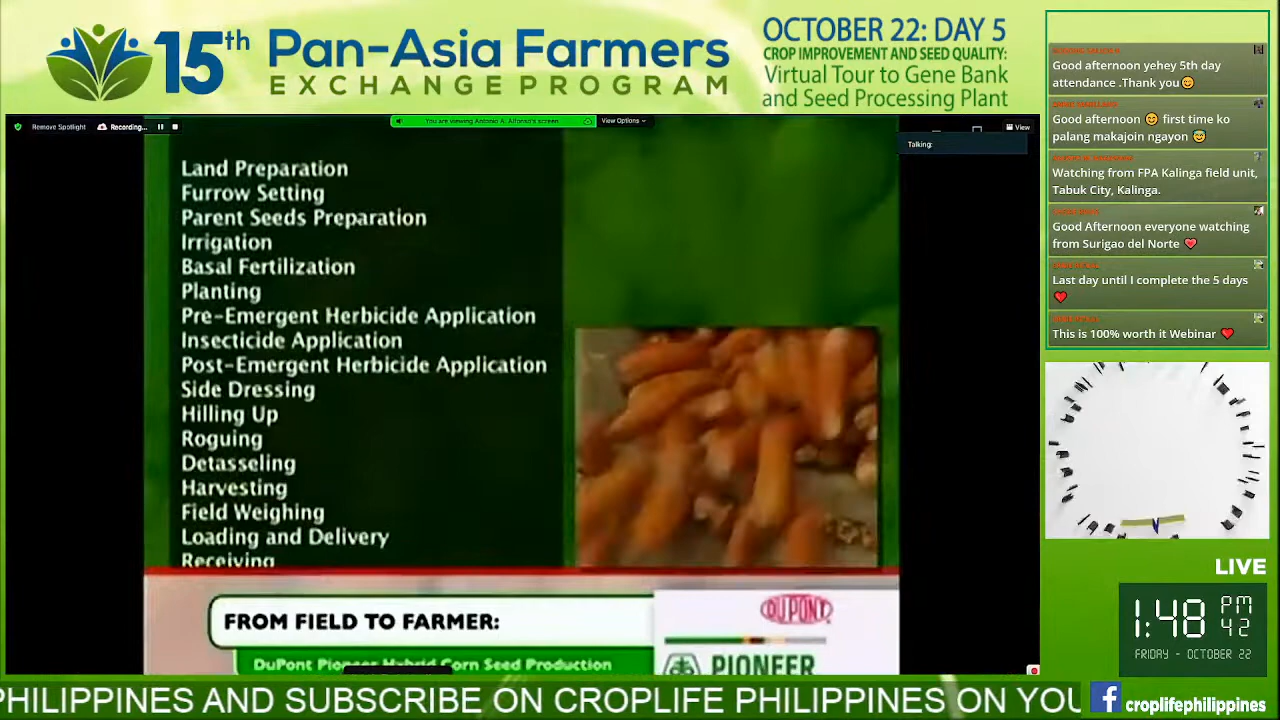 15th Pan-Asia Farmers
EXCHANGE PROGRAM
OCTOBER 22: DAY 5
CROP IMPROVEMENT AND SEED QUALITY:
Virtual Tour to Gene Bank
and Seed Processing Plant
Remove Spotlight
Recording...
You are viewing Antonio A. Alfonso's screen
View Options
View
Talking:
Land Preparation
Furrow Setting
Parent Seeds Preparation
Irrigation
Basal Fertilization
Planting
Pre-Emergent Herbicide Application
Insecticide Application
Post-Emergent Herbicide Application
Side Dressing
Hilling Up
Roguing
Detasseling
Harvesting
Field Weighing
Loading and Delivery
Receiving
FROM FIELD TO FARMER:
DuPont Pioneer Hybrid Corn Seed Production
DUPONT
PIONEER
Good afternoon yehey 5th day
attendance .Thank you😊
Good afternoon 😊 first time ko
palang makajoin ngayon 😇
Watching from FPA Kalinga field unit,
Tabuk City, Kalinga.
Good Afternoon everyone watching
from Surigao del Norte ❤️
Last day until I complete the 5 days
❤️
This is 100% worth it Webinar ❤️
LIVE
1:48 PM
42
FRIDAY - OCTOBER 22
PHILIPPINES AND SUBSCRIBE ON CROPLIFE PHILIPPINES ON YOU
croplifephilippines